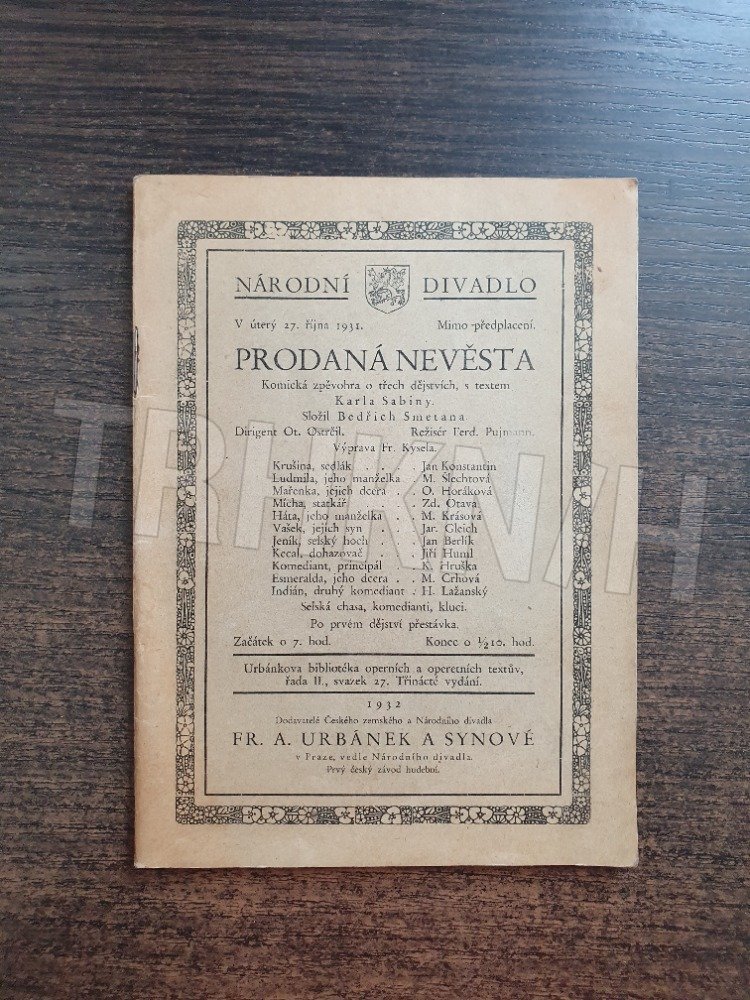 NÁRODNÍ DIVADLO
V úterý 27. října 1931. Mimo předplacení.
PRODANÁ NEVĚSTA
Komická zpěvohra o třech dějstvích, s textem
Karla Sabiny.
Složil Bedřich Smetana.
Dirigent Ot. Ostrčil. Režisér Ferd. Pujmann.
Výprava Fr. Kysela.
Krušina, sedlák . . . Jan Konstantin
Ludmila, jeho manželka . M. Šlechtová
Mařenka, jejich dcera . . O. Horáková
Mícha, statkář . . . Zd. Otava
Háta, jeho manželka . . M. Krásová
Vašek, jejich syn . . . Jar. Gleich
Jeník, selský hoch . . . Jan Berlík
Kecal, dohazovač . . . Jiří Huml
Komediant, principál . K. Hruška
Esmeralda, jeho dcera . . M. Crhová
Indián, druhý komediant . H. Lažanský
Selská chasa, komedianti, kluci.
Po prvém dějství přestávka.
Začátek o 7. hod. Konec o ½10. hod.
Urbánkova bibliotéka operních a operetních textův,
řada II., svazek 27. Třinácté vydání.
1932
Dodavatelé Českého zemského a Národního divadla
FR. A. URBÁNEK A SYNOVÉ
v Praze, vedle Národního divadla.
Prvý český závod hudební.